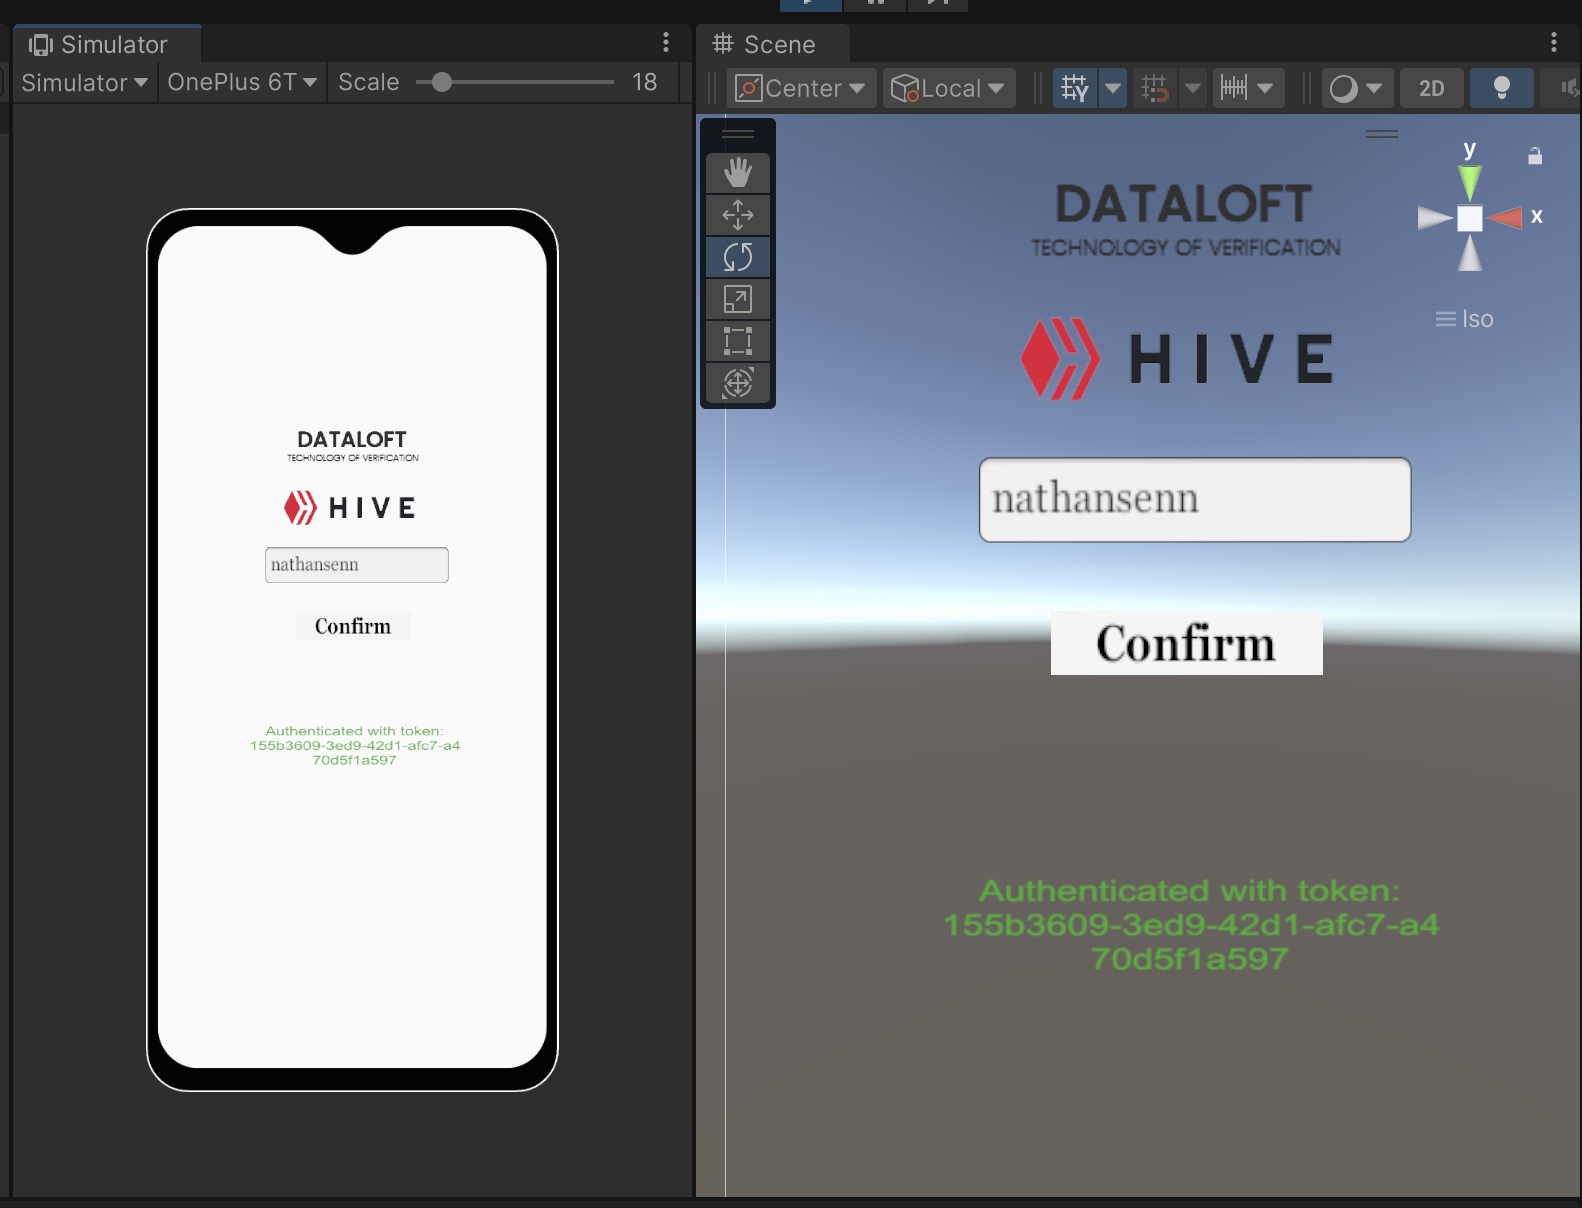 Simulator
Simulator OnePlus 6T Scale 18
DATALOFT
TECHNOLOGY OF VERIFICATION
HIVE
nathansenn
Confirm
Authenticated with token:
155b3609-3ed9-42d1-afc7-a4
70d5f1a597
Scene
Center Local 2D
y
x
Iso
DATALOFT
TECHNOLOGY OF VERIFICATION
HIVE
nathansenn
Confirm
Authenticated with token:
155b3609-3ed9-42d1-afc7-a4
70d5f1a597